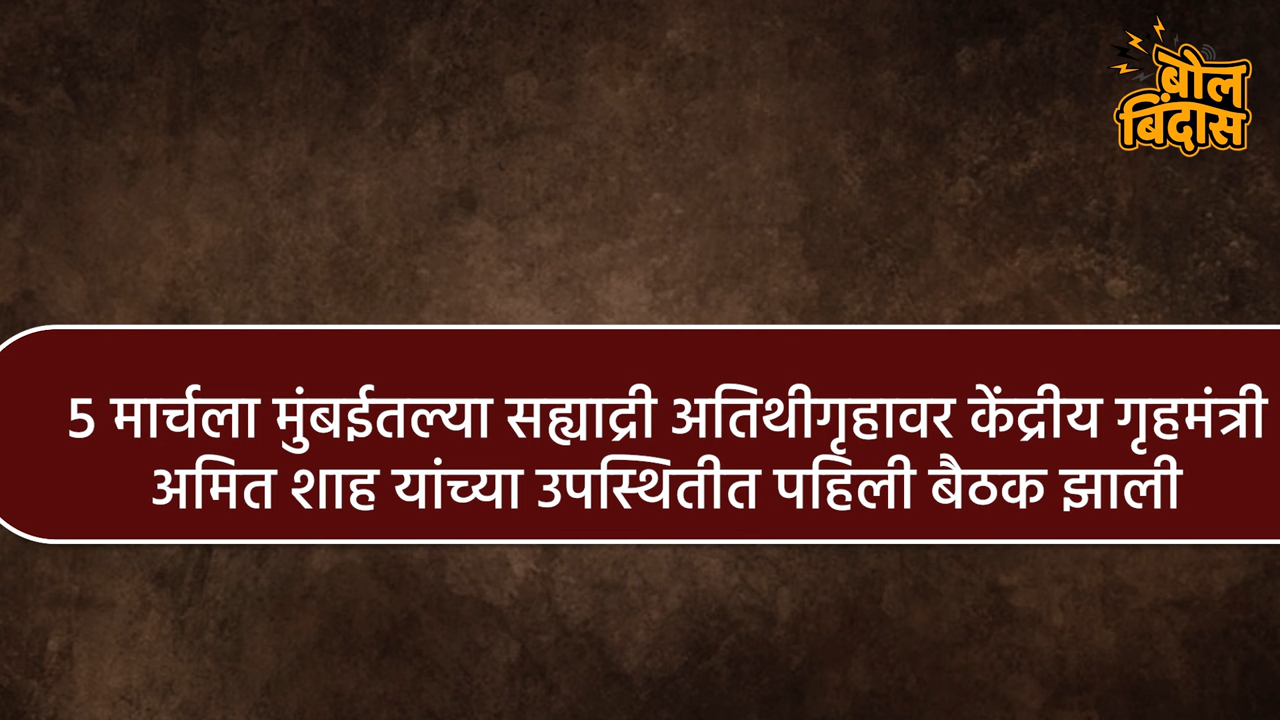 बोल
बिंदास
5 मार्चला मुंबईतल्या सह्याद्री अतिथीगृहावर केंद्रीय गृहमंत्री
अमित शाह यांच्या उपस्थितीत पहिली बैठक झाली